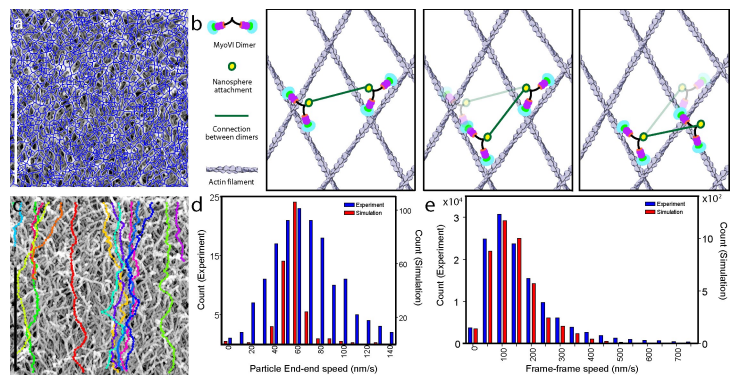 a
b
MyoVI Dimer
Nanosphere
attachment
Connection
between dimers
Actin filament
c
d
25
20
15
10
5
0
Count (Experiment)
Experiment
Simulation
100
60
20
Count (Simulation)
0
20
40
60
80
100
120
140
Particle End-end speed (nm/s)
e
x10⁴
3
2
1
0
Count (Experiment)
Experiment
Simulation
x10²
10
5
0
Count (Simulation)
0
100
200
300
400
500
600
700
Frame-frame speed (nm/s)